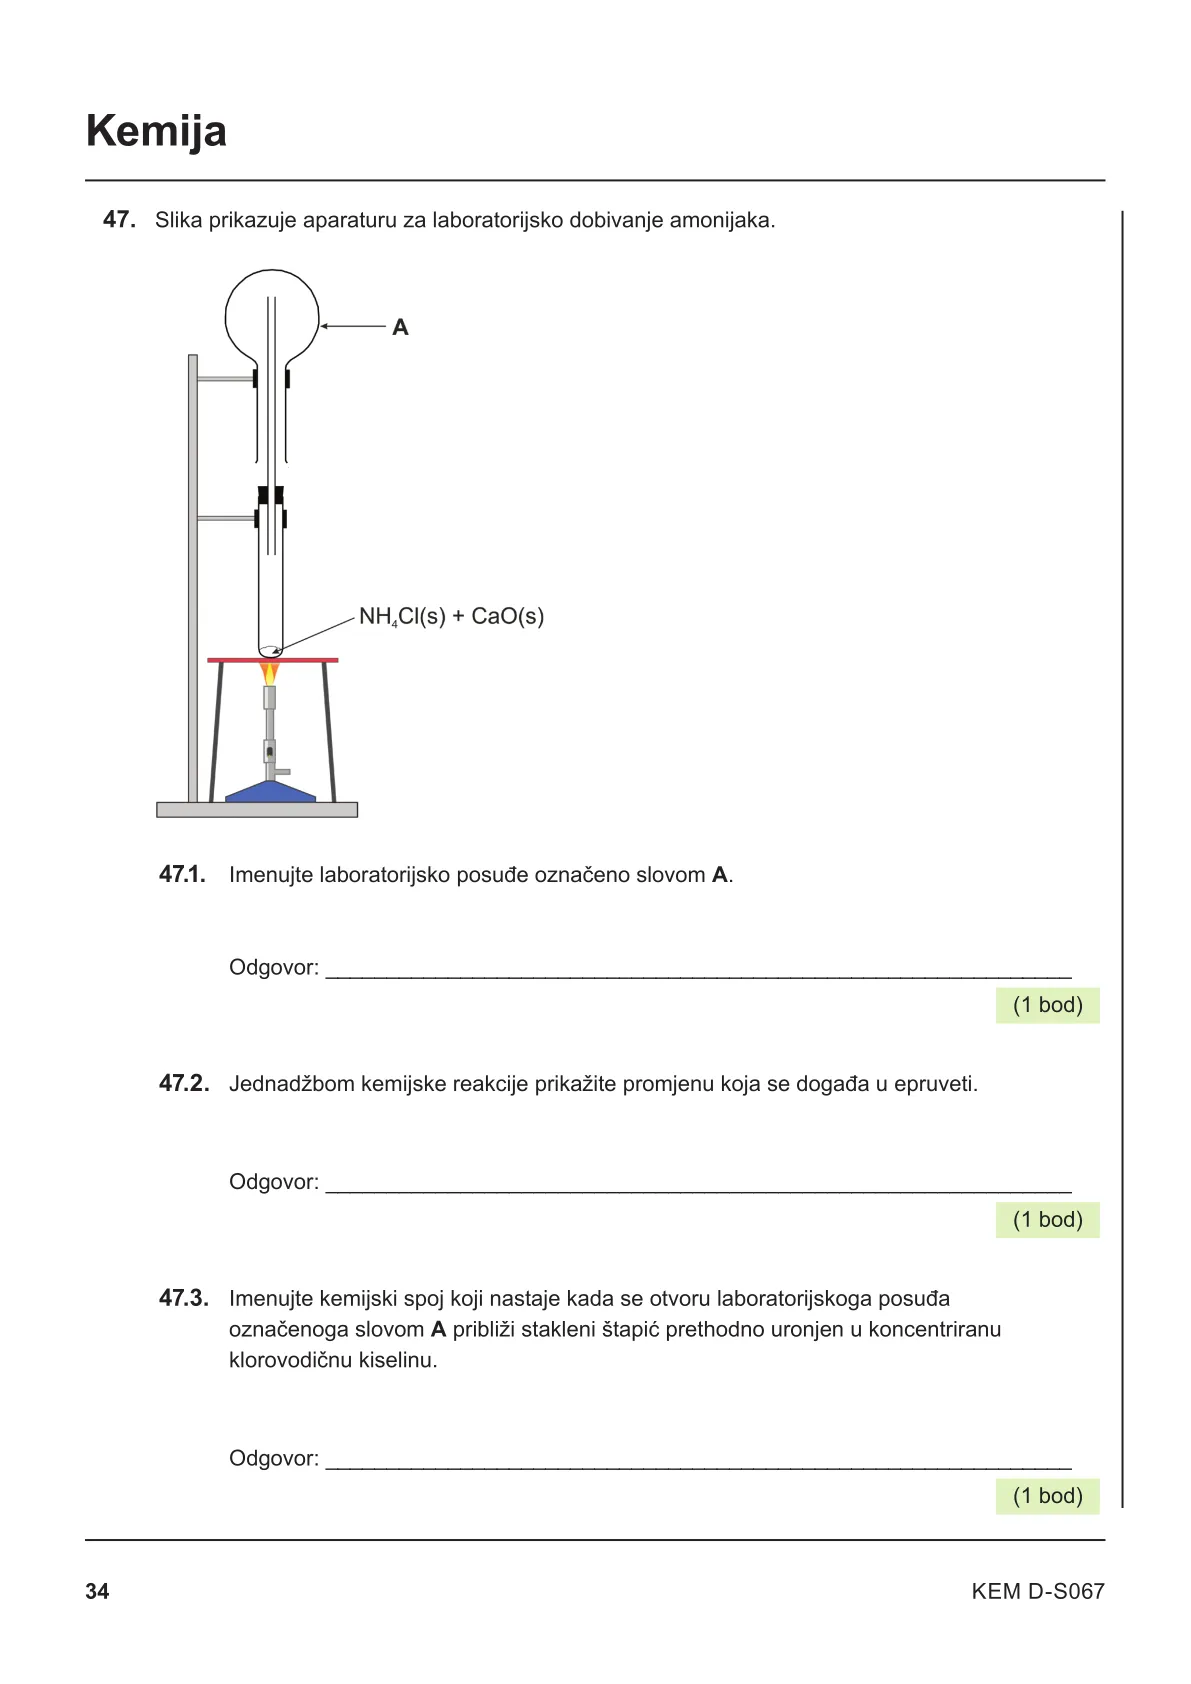 Kemija
47. Slika prikazuje aparaturu za laboratorijsko dobivanje amonijaka.
A
NH₄Cl(s) + CaO(s)
47.1. Imenujte laboratorijsko posuđe označeno slovom A.
Odgovor: _____________________________________________________________
(1 bod)
47.2. Jednadžbom kemijske reakcije prikažite promjenu koja se događa u epruveti.
Odgovor: _____________________________________________________________
(1 bod)
47.3. Imenujte kemijski spoj koji nastaje kada se otvoru laboratorijskoga posuđa
označenoga slovom A približi stakleni štapić prethodno uronjen u koncentriranu
klorovodičnu kiselinu.
Odgovor: _____________________________________________________________
(1 bod)
34
KEM D-S067